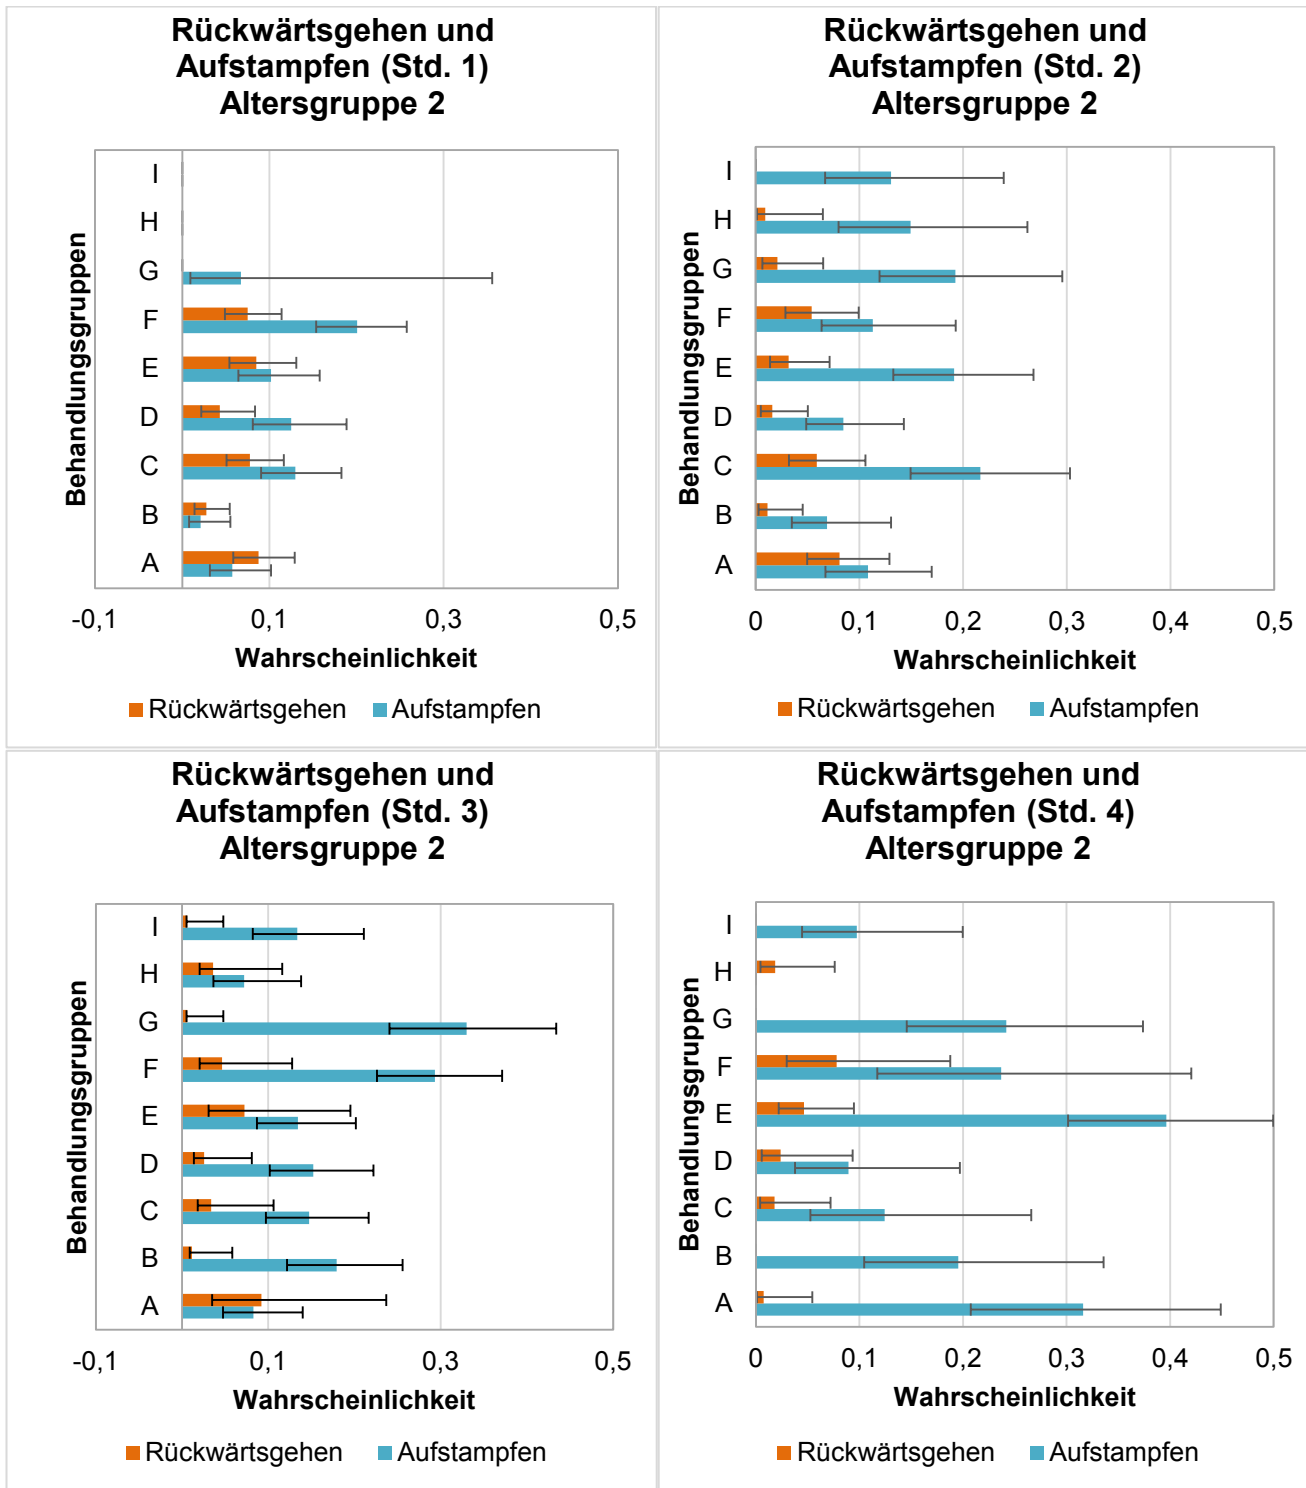 Rückwärtsgehen und
Aufstampfen (Std. 1)
Altersgruppe 2
Behandlungsgruppen
I
H
G
F
E
D
C
B
A
-0,1 0,1 0,3 0,5
Wahrscheinlichkeit
Rückwärtsgehen Aufstampfen
Rückwärtsgehen und
Aufstampfen (Std. 2)
Altersgruppe 2
Behandlungsgruppen
I
H
G
F
E
D
C
B
A
0 0,1 0,2 0,3 0,4 0,5
Wahrscheinlichkeit
Rückwärtsgehen Aufstampfen
Rückwärtsgehen und
Aufstampfen (Std. 3)
Altersgruppe 2
Behandlungsgruppen
I
H
G
F
E
D
C
B
A
-0,1 0,1 0,3 0,5
Wahrscheinlichkeit
Rückwärtsgehen Aufstampfen
Rückwärtsgehen und
Aufstampfen (Std. 4)
Altersgruppe 2
Behandlungsgruppen
I
H
G
F
E
D
C
B
A
0 0,1 0,2 0,3 0,4 0,5
Wahrscheinlichkeit
Rückwärtsgehen Aufstampfen